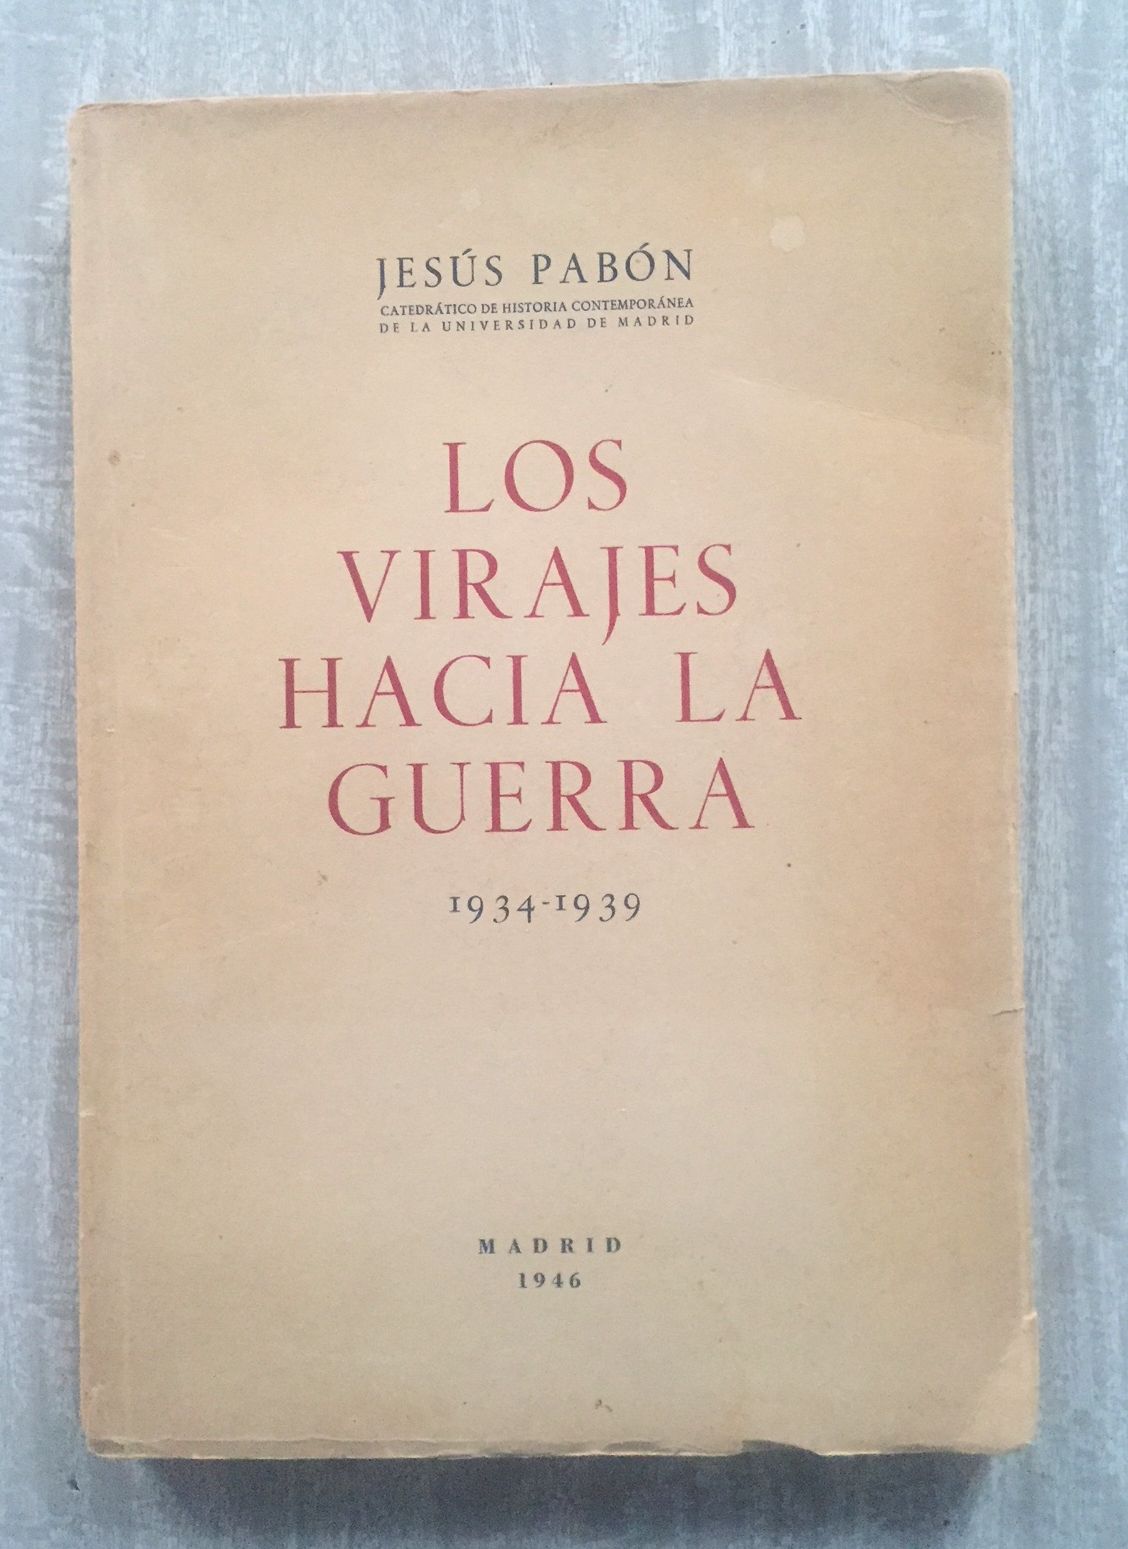 JESÚS PABÓN
CATEDRÁTICO DE HISTORIA CONTEMPORÁNEA
DE LA UNIVERSIDAD DE MADRID
LOS
VIRAJES
HACIA LA
GUERRA
1934-1939
MADRID
1946